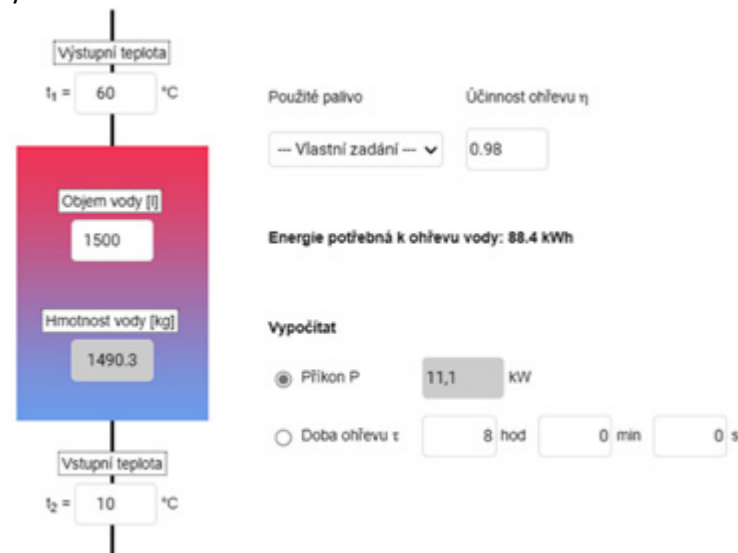 Výstupní teplota
t₁ = 60 °C
Použité palivo Účinnost ohřevu η
--- Vlastní zadání --- 0.98
Objem vody [l]
1500
Energie potřebná k ohřevu vody: 88.4 kWh
Hmotnost vody [kg]
1490.3
Vypočítat
Příkon P 11,1 kW
Doba ohřevu τ 8 hod 0 min 0 s
Vstupní teplota
t₂ = 10 °C